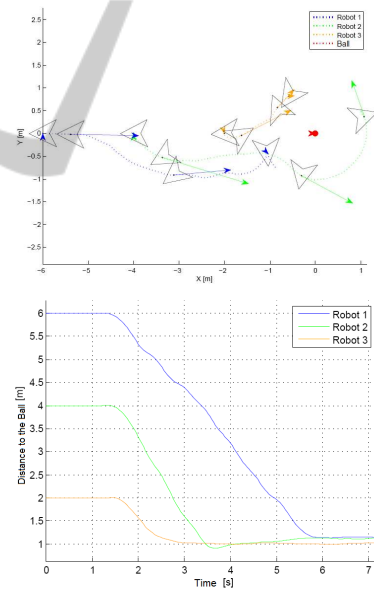 Robot 1
Robot 2
Robot 3
Ball
2.5
2
1.5
1
0.5
0
−0.5
−1
−1.5
−2
−2.5
Y [m]
−6 −5 −4 −3 −2 −1 0 1
X [m]
Robot 1
Robot 2
Robot 3
6
5.5
5
4.5
4
3.5
3
2.5
2
1.5
1
Distance to the Ball [m]
0 1 2 3 4 5 6 7
Time [s]